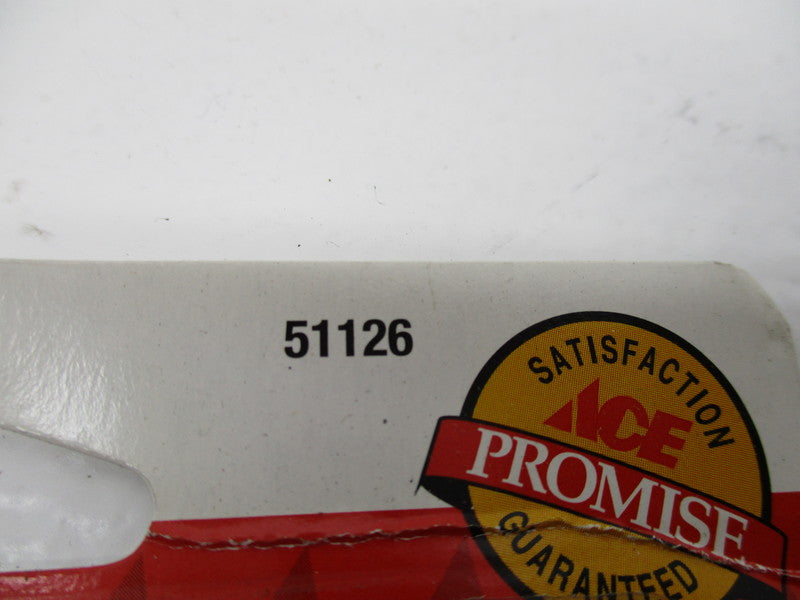 51126
SATISFACTION
ACE
PROMISE
GUARANTEED